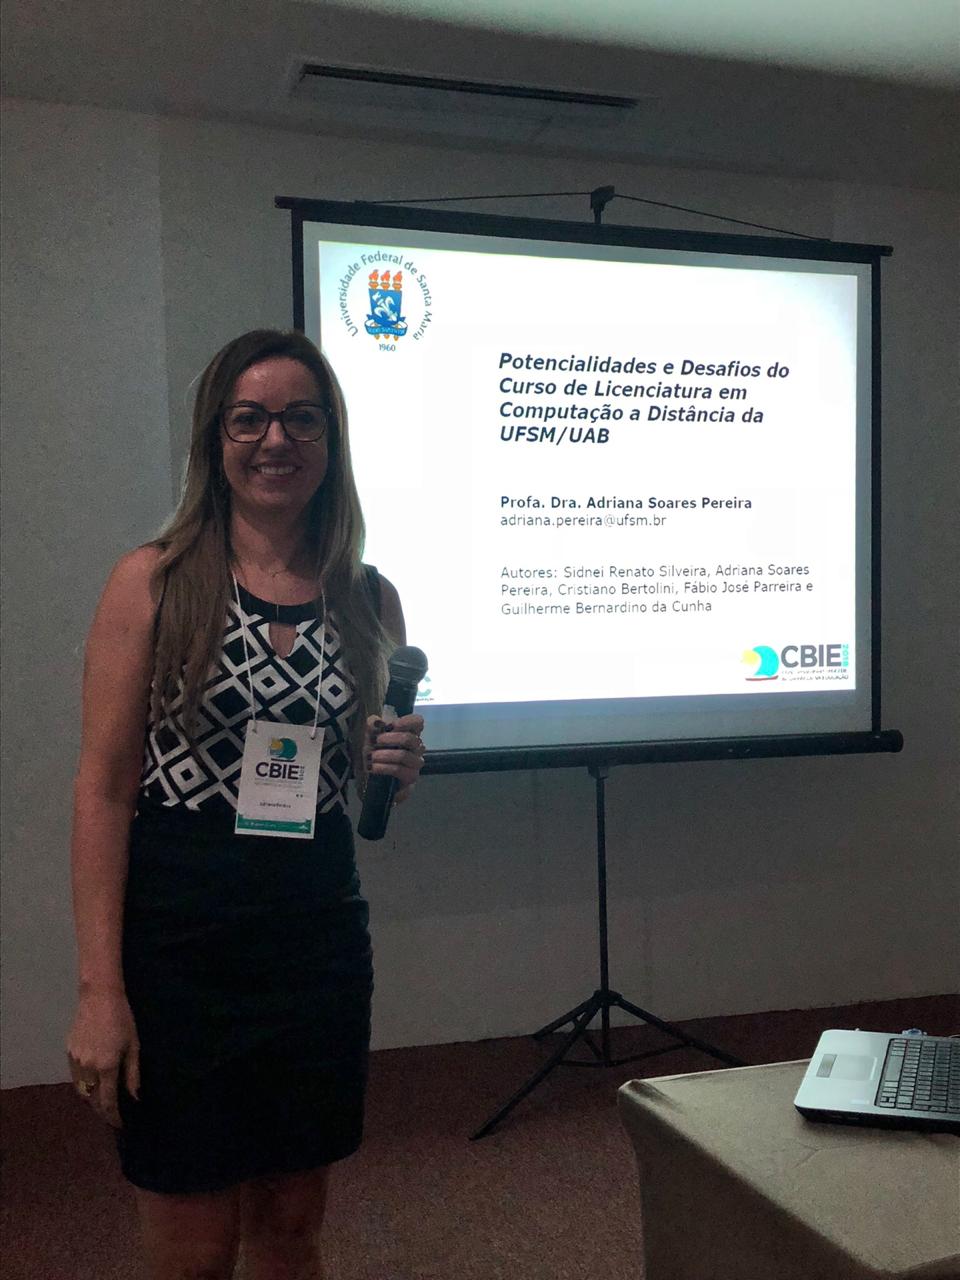 Universidade Federal de Santa Maria
1960
Potencialidades e Desafios do
Curso de Licenciatura em
Computação a Distância da
UFSM/UAB
Profa. Dra. Adriana Soares Pereira
adriana.pereira@ufsm.br
Autores: Sidnei Renato Silveira, Adriana Soares
Pereira, Cristiano Bertolini, Fábio José Parreira e
Guilherme Bernardino da Cunha
CBIE 2018
C
CBIE